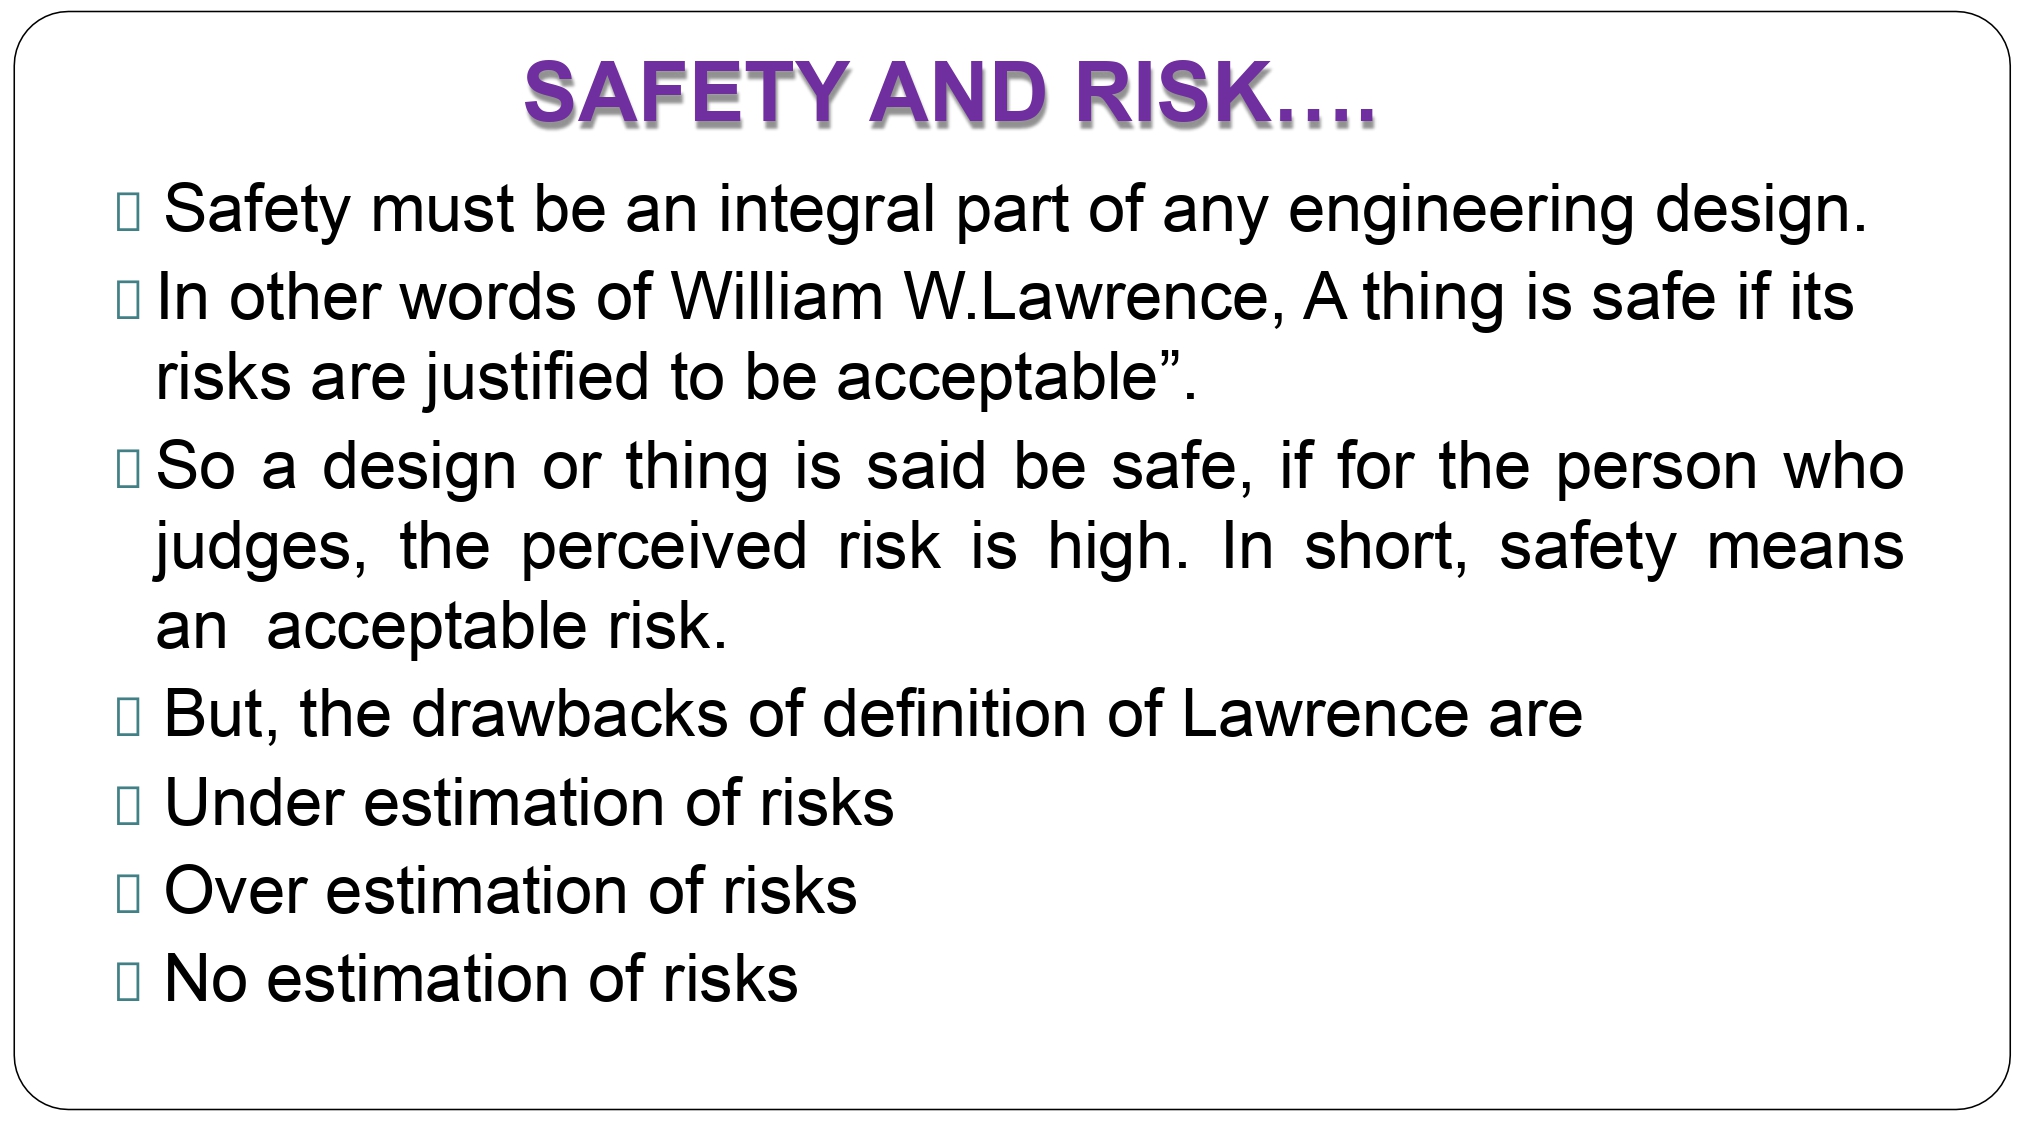 SAFETY AND RISK….
Safety must be an integral part of any engineering design.
In other words of William W.Lawrence, A thing is safe if its
risks are justified to be acceptable”.
So a design or thing is said be safe, if for the person who
judges, the perceived risk is high. In short, safety means
an acceptable risk.
But, the drawbacks of definition of Lawrence are
Under estimation of risks
Over estimation of risks
No estimation of risks